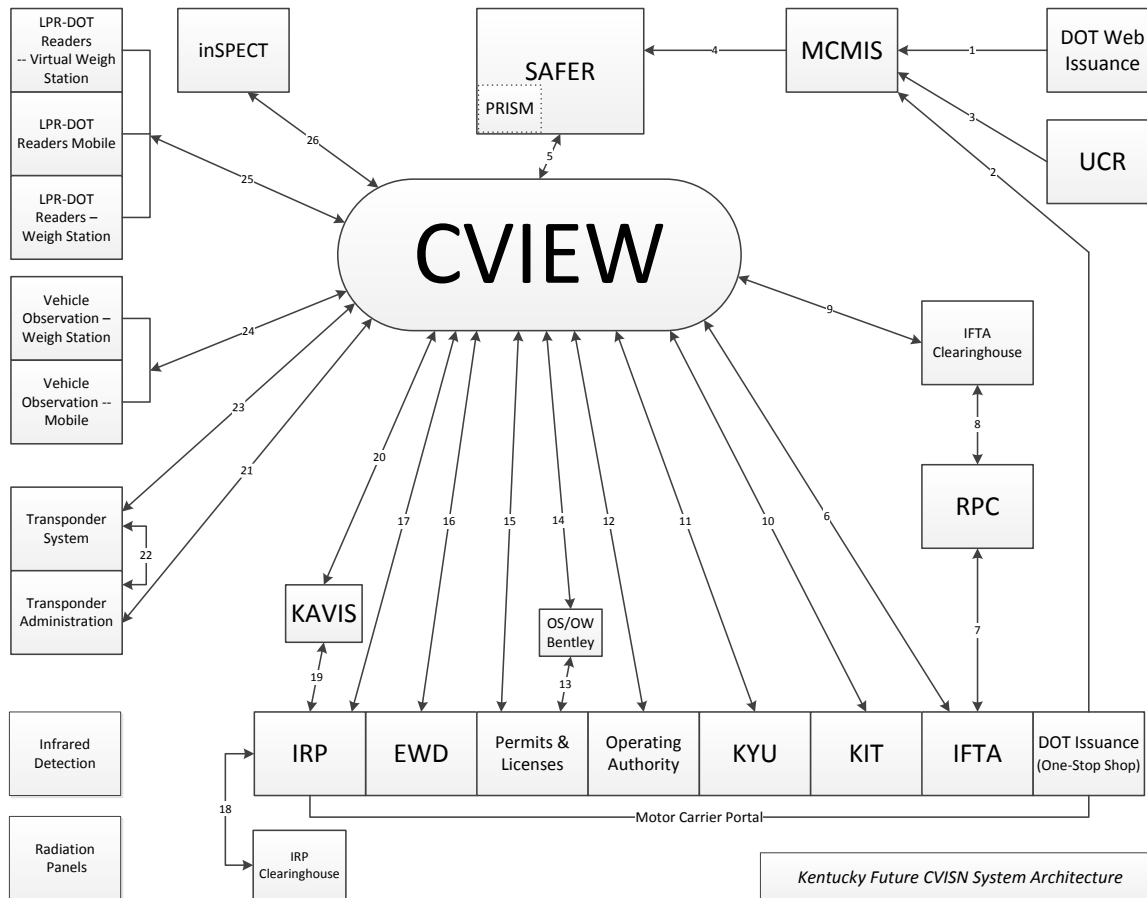 LPR-DOT
Readers
-- Virtual Weigh
Station
LPR-DOT
Readers Mobile
LPR-DOT
Readers –
Weigh Station
inSPECT
SAFER
PRISM
MCMIS
DOT Web
Issuance
UCR
4
1
3
2
26
5
25
CVIEW
9
Vehicle
Observation –
Weigh Station
Vehicle
Observation --
Mobile
24
IFTA
Clearinghouse
23
8
21
20
17
16
15
14
12
11
10
6
RPC
Transponder
System
22
Transponder
Administration
KAVIS
OS/OW
Bentley
7
19
13
Infrared
Detection
IRP
EWD
Permits &
Licenses
Operating
Authority
KYU
KIT
IFTA
DOT Issuance
(One-Stop Shop)
18
Motor Carrier Portal
Radiation
Panels
IRP
Clearinghouse
Kentucky Future CVISN System Architecture